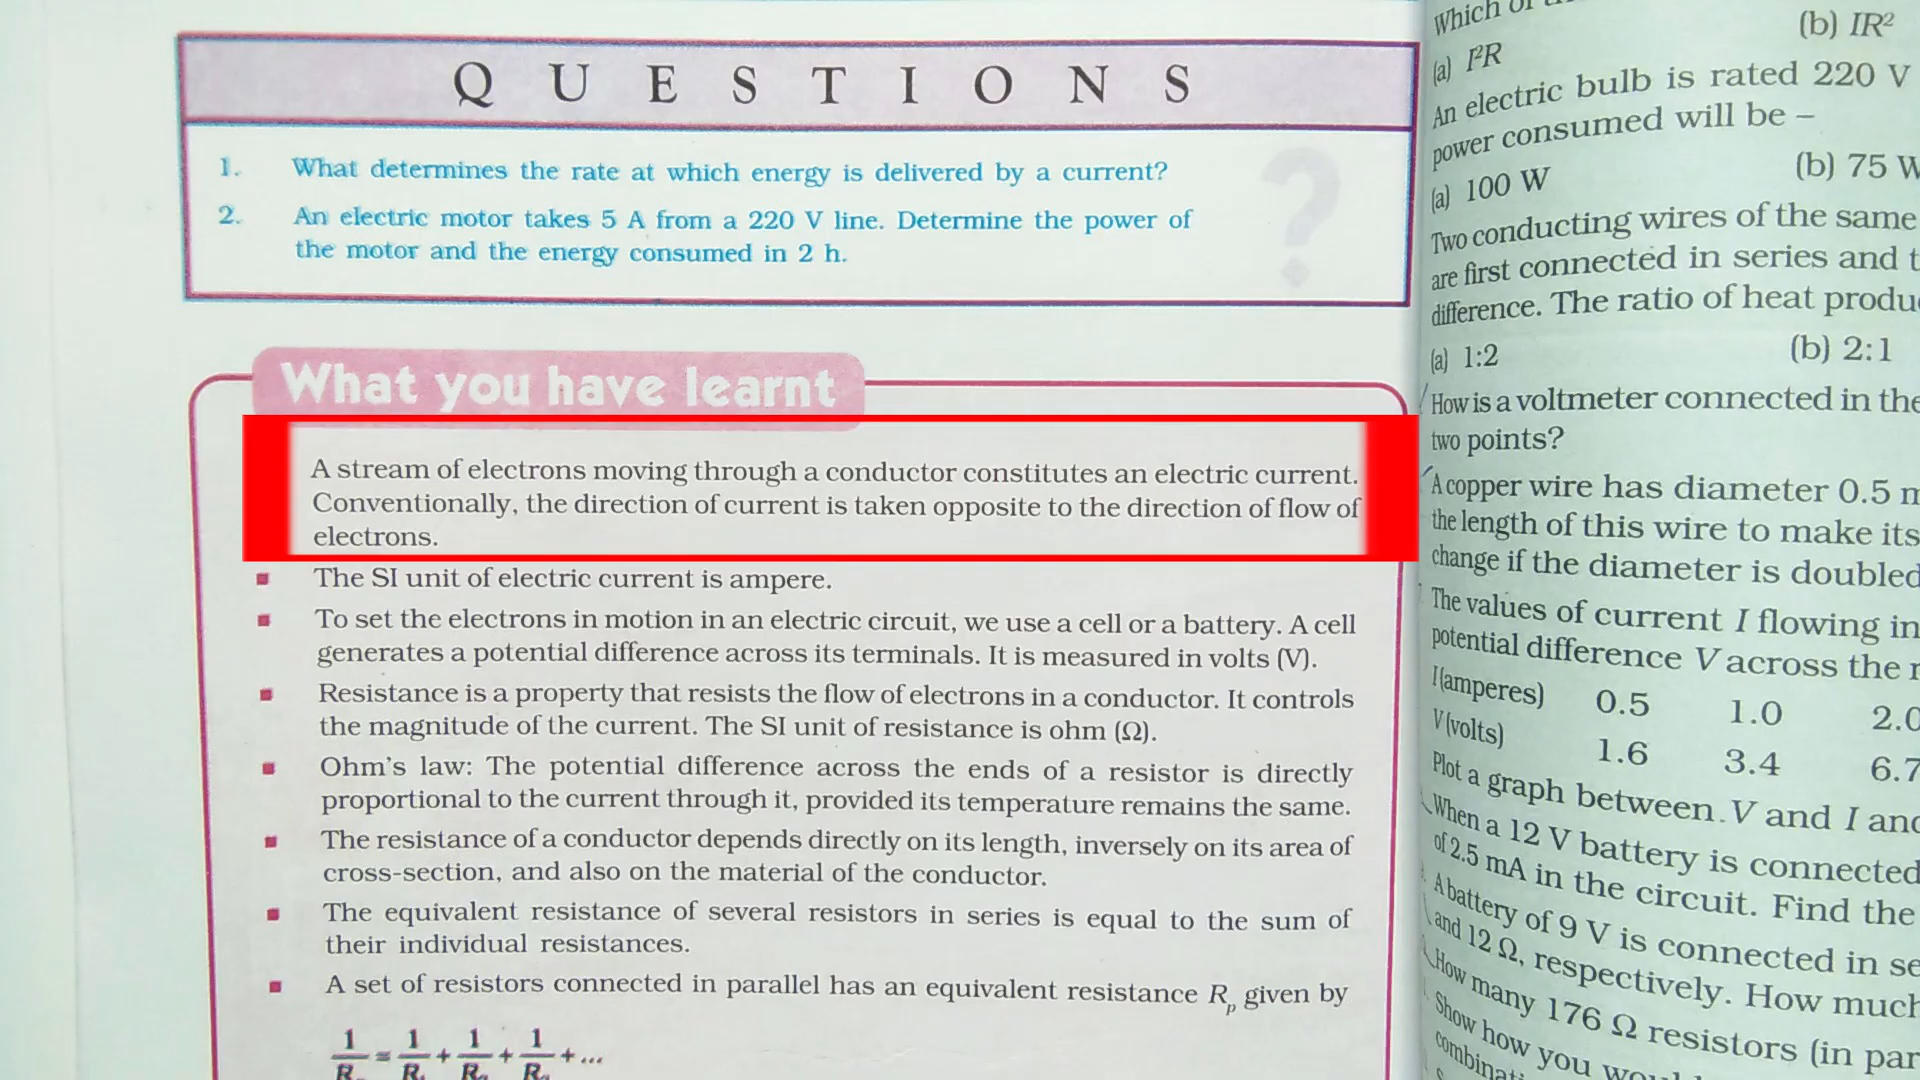 QUESTIONS
1. What determines the rate at which energy is delivered by a current?
2. An electric motor takes 5 A from a 220 V line. Determine the power of
the motor and the energy consumed in 2 h.
What you have learnt
A stream of electrons moving through a conductor constitutes an electric current.
Conventionally, the direction of current is taken opposite to the direction of flow of
electrons.
The SI unit of electric current is ampere.
To set the electrons in motion in an electric circuit, we use a cell or a battery. A cell
generates a potential difference across its terminals. It is measured in volts (V).
Resistance is a property that resists the flow of electrons in a conductor. It controls
the magnitude of the current. The SI unit of resistance is ohm (Ω).
Ohm's law: The potential difference across the ends of a resistor is directly
proportional to the current through it, provided its temperature remains the same.
The resistance of a conductor depends directly on its length, inversely on its area of
cross-section, and also on the material of the conductor.
The equivalent resistance of several resistors in series is equal to the sum of
their individual resistances.
A set of resistors connected in parallel has an equivalent resistance Rp given by
Which
(a) I²R (b) IR²
An electric bulb is rated 220 V
power consumed will be –
(a) 100 W (b) 75 W
Two conducting wires of the same
are first connected in series and
difference. The ratio of heat
(a) 1:2 (b) 2:1
How is a voltmeter connected in the
two points?
A copper wire has diameter 0.5
the length of this wire to make its
change if the diameter is doubled
The values of current I flowing in
potential difference V across the
I (amperes) 0.5 1.0 2.0
V (volts) 1.6 3.4 6.7
Plot a graph between V and I and
When a 12 V battery is connected
of 2.5 mA in the circuit. Find the
A battery of 9 V is connected in
and 12 Ω, respectively. How much
How many 176 Ω resistors (in
Show how you